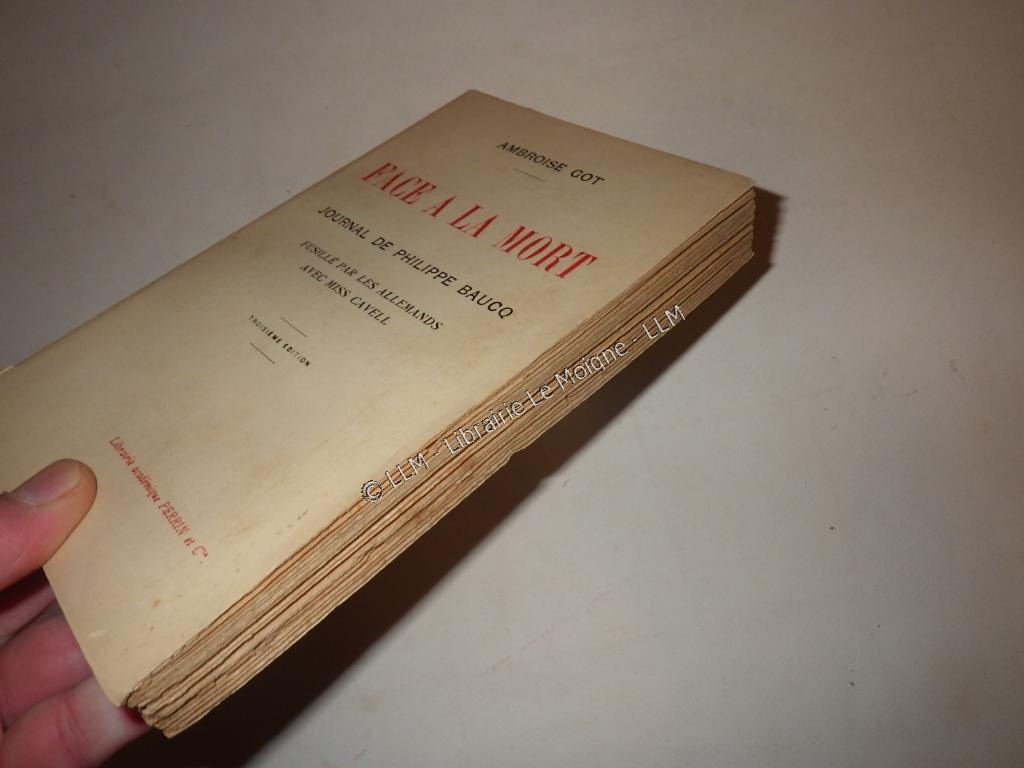 AMBROISE GOT
FACE A LA MORT
JOURNAL DE PHILIPPE BAUCQ
FUSILLÉ PAR LES ALLEMANDS
AVEC MISS CAVELL
TROISIÈME ÉDITION
Librairie académique PERRIN et Cie
© LLM - Librairie Le Moigne - LLM